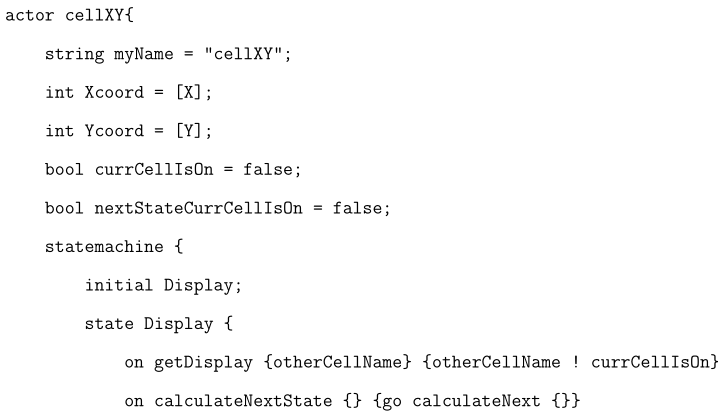 actor cellXY{
string myName = "cellXY";
int Xcoord = [X];
int Ycoord = [Y];
bool currCellIsOn = false;
bool nextStateCurrCellIsOn = false;
statemachine {
initial Display;
state Display {
on getDisplay {otherCellName} {otherCellName ! currCellIsOn}
on calculateNextState {} {go calculateNext {}}